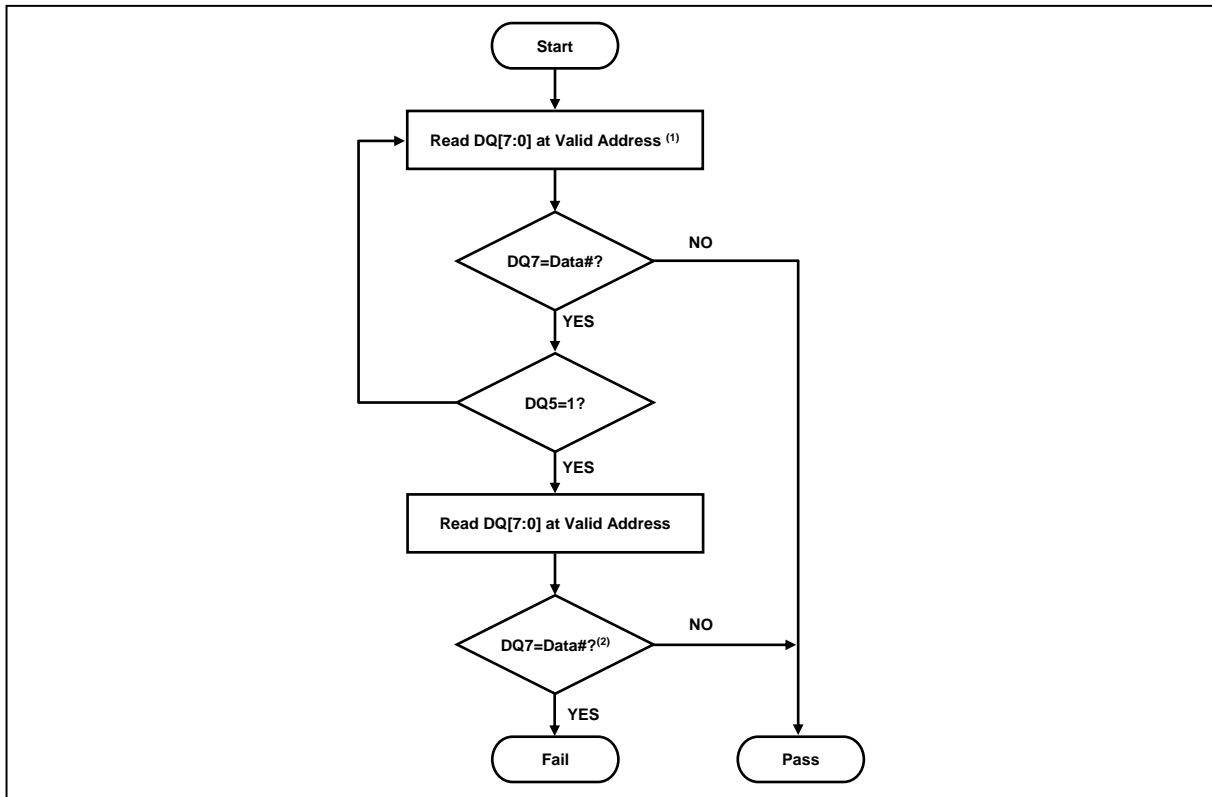 Start
Read DQ[7:0] at Valid Address (1)
NO
DQ7=Data#?
YES
DQ5=1?
YES
Read DQ[7:0] at Valid Address
NO
DQ7=Data#?(2)
YES
Fail
Pass